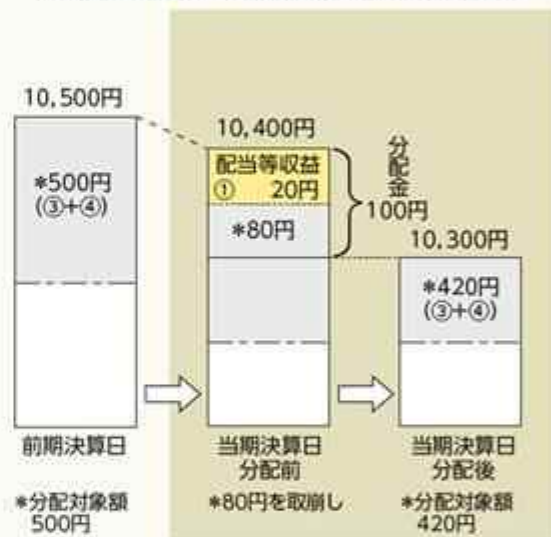 10,500円
*500円
(③+④)
前期決算日
*分配対象額
500円
10,400円
配当等収益
① 20円
*80円
分配金
100円
当期決算日
分配前
*80円を取崩し
10,300円
*420円
(③+④)
当期決算日
分配後
*分配対象額
420円